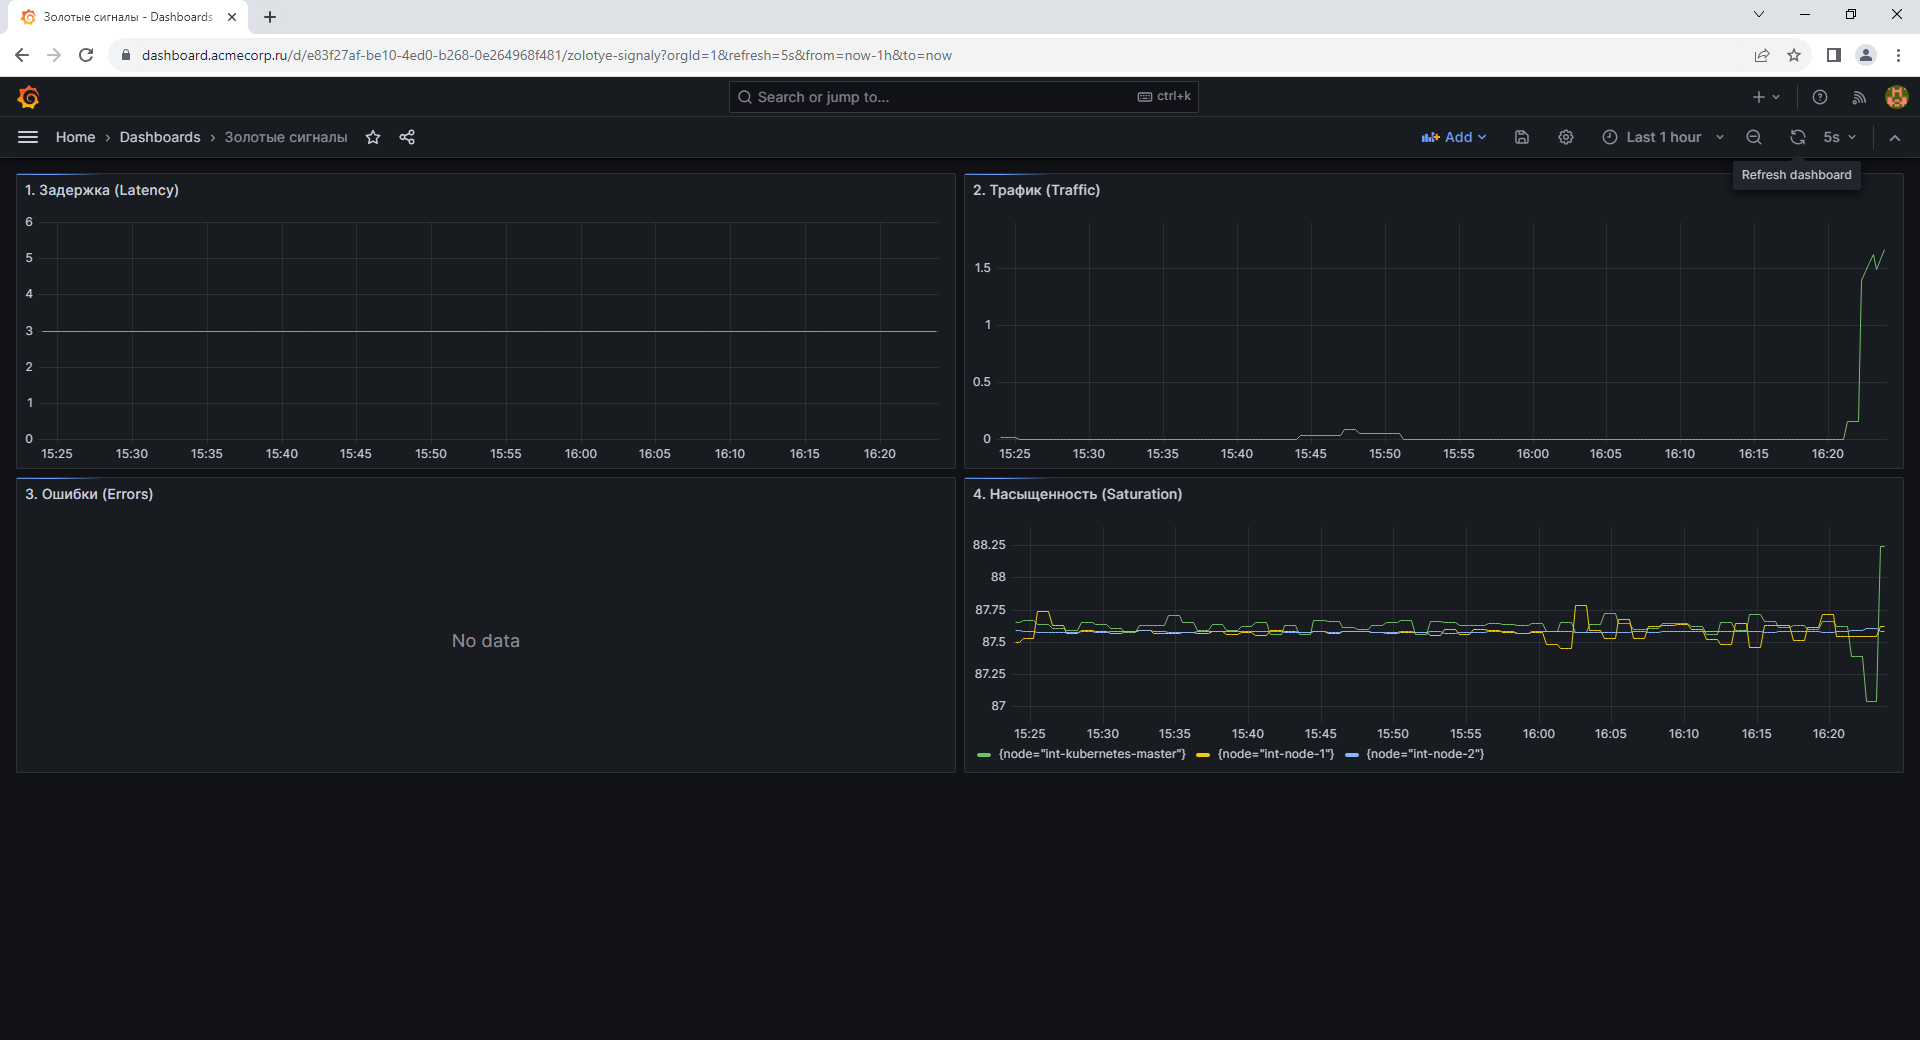 Золотые сигналы - Dashboards
dashboard.acmecorp.ru/d/e83f27af-be10-4ed0-b268-0e264968f481/zolotye-signaly?orgId=1&refresh=5s&from=now-1h&to=now
Search or jump to...
ctrl+k
Home › Dashboards › Золотые сигналы
Add
Last 1 hour
5s
Refresh dashboard
1. Задержка (Latency)
6
5
4
3
2
1
0
15:25 15:30 15:35 15:40 15:45 15:50 15:55 16:00 16:05 16:10 16:15 16:20
2. Трафик (Traffic)
1.5
1
0.5
0
15:25 15:30 15:35 15:40 15:45 15:50 15:55 16:00 16:05 16:10 16:15 16:20
3. Ошибки (Errors)
No data
4. Насыщенность (Saturation)
88.25
88
87.75
87.5
87.25
87
15:25 15:30 15:35 15:40 15:45 15:50 15:55 16:00 16:05 16:10 16:15 16:20
{node="int-kubernetes-master"} {node="int-node-1"} {node="int-node-2"}